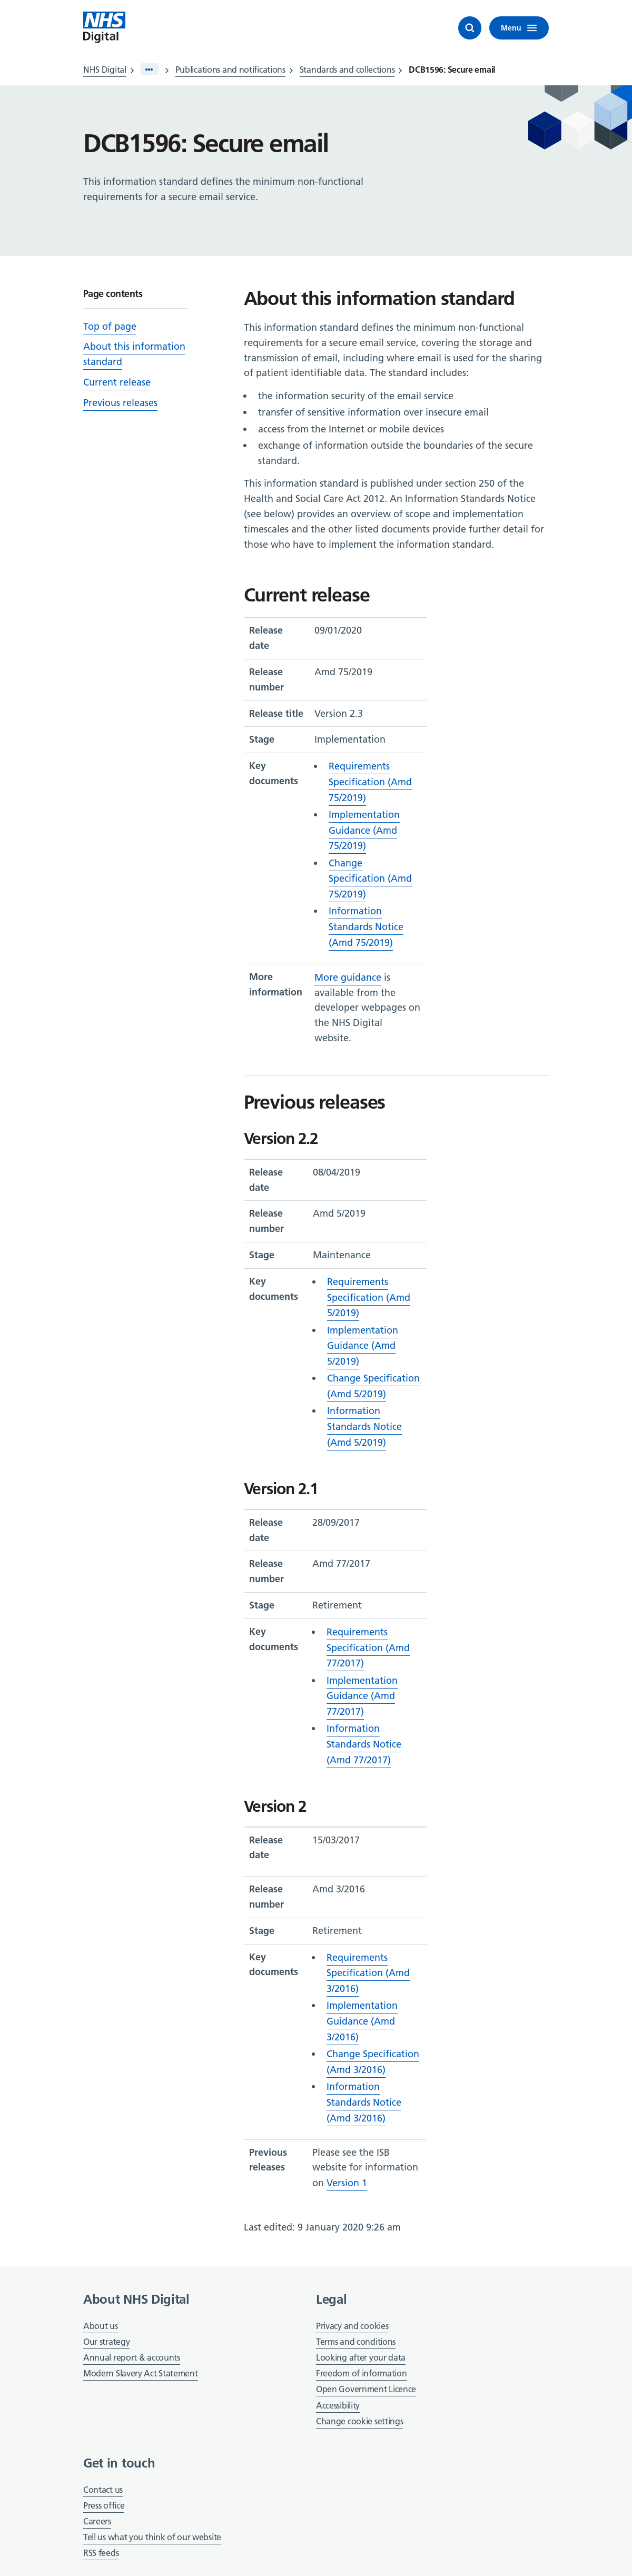 NHS
Digital
Menu
NHS Digital
Publications and notifications
Standards and collections
DCB1596: Secure email
DCB1596: Secure email
This information standard defines the minimum non-functional
requirements for a secure email service.
Page contents
Top of page
About this information
standard
Current release
Previous releases
About this information standard
This information standard defines the minimum non-functional
requirements for a secure email service, covering the storage and
transmission of email, including where email is used for the sharing
of patient identifiable data. The standard includes:
• the information security of the email service
• transfer of sensitive information over insecure email
• access from the Internet or mobile devices
• exchange of information outside the boundaries of the secure
standard.
This information standard is published under section 250 of the
Health and Social Care Act 2012. An Information Standards Notice
(see below) provides an overview of scope and implementation
timescales and the other listed documents provide further detail for
those who have to implement the information standard.
Current release
Release
date
09/01/2020
Release
number
Amd 75/2019
Release title
Version 2.3
Stage
Implementation
Key
documents
• Requirements
Specification (Amd
75/2019)
• Implementation
Guidance (Amd
75/2019)
• Change
Specification (Amd
75/2019)
• Information
Standards Notice
(Amd 75/2019)
More
information
More guidance is
available from the
developer webpages on
the NHS Digital
website.
Previous releases
Version 2.2
Release
date
08/04/2019
Release
number
Amd 5/2019
Stage
Maintenance
Key
documents
• Requirements
Specification (Amd
5/2019)
• Implementation
Guidance (Amd
5/2019)
• Change Specification
(Amd 5/2019)
• Information
Standards Notice
(Amd 5/2019)
Version 2.1
Release
date
28/09/2017
Release
number
Amd 77/2017
Stage
Retirement
Key
documents
• Requirements
Specification (Amd
77/2017)
• Implementation
Guidance (Amd
77/2017)
• Information
Standards Notice
(Amd 77/2017)
Version 2
Release
date
15/03/2017
Release
number
Amd 3/2016
Stage
Retirement
Key
documents
• Requirements
Specification (Amd
3/2016)
• Implementation
Guidance (Amd
3/2016)
• Change Specification
(Amd 3/2016)
• Information
Standards Notice
(Amd 3/2016)
Previous
releases
Please see the ISB
website for information
on Version 1
Last edited: 9 January 2020 9:26 am
About NHS Digital
About us
Our strategy
Annual report & accounts
Modern Slavery Act Statement
Legal
Privacy and cookies
Terms and conditions
Looking after your data
Freedom of information
Open Government Licence
Accessibility
Change cookie settings
Get in touch
Contact us
Press office
Careers
Tell us what you think of our website
RSS feeds